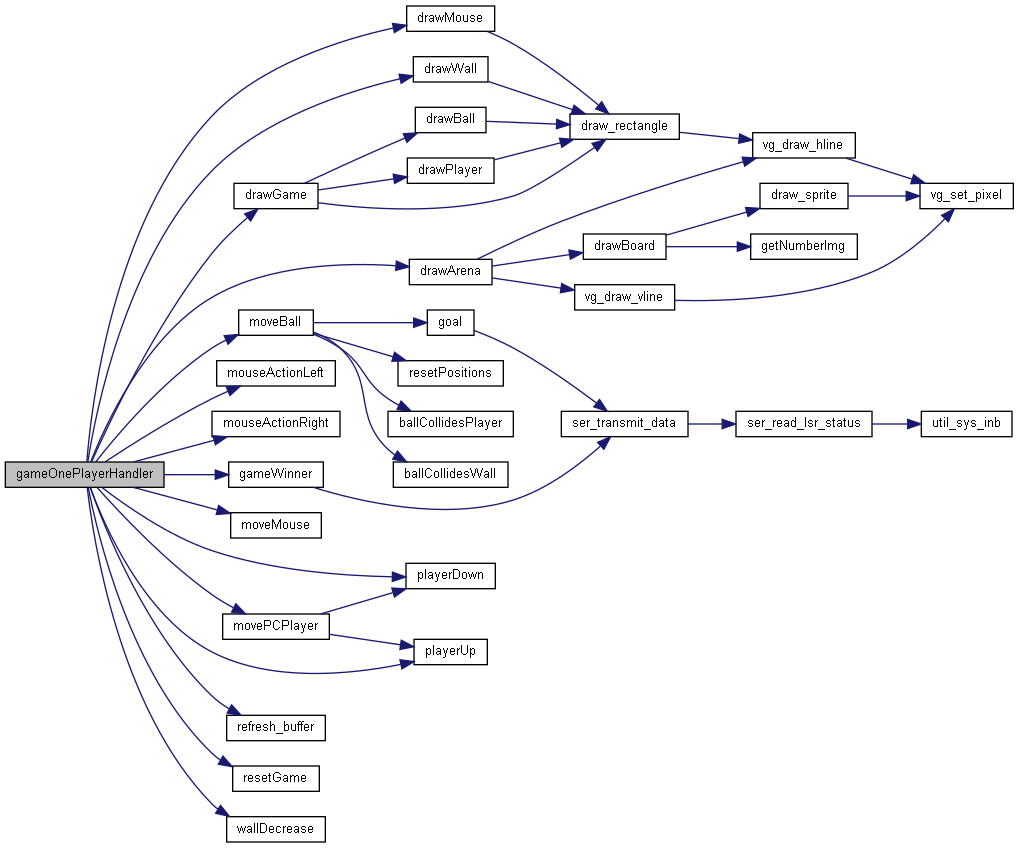 drawMouse
drawWall
drawBall
draw_rectangle
vg_draw_hline
drawPlayer
drawGame
draw_sprite
vg_set_pixel
drawBoard
getNumberImg
drawArena
vg_draw_vline
moveBall
goal
mouseActionLeft
resetPositions
mouseActionRight
ballCollidesPlayer
ser_transmit_data
ser_read_lsr_status
util_sys_inb
gameOnePlayerHandler
gameWinner
ballCollidesWall
moveMouse
playerDown
movePCPlayer
playerUp
refresh_buffer
resetGame
wallDecrease